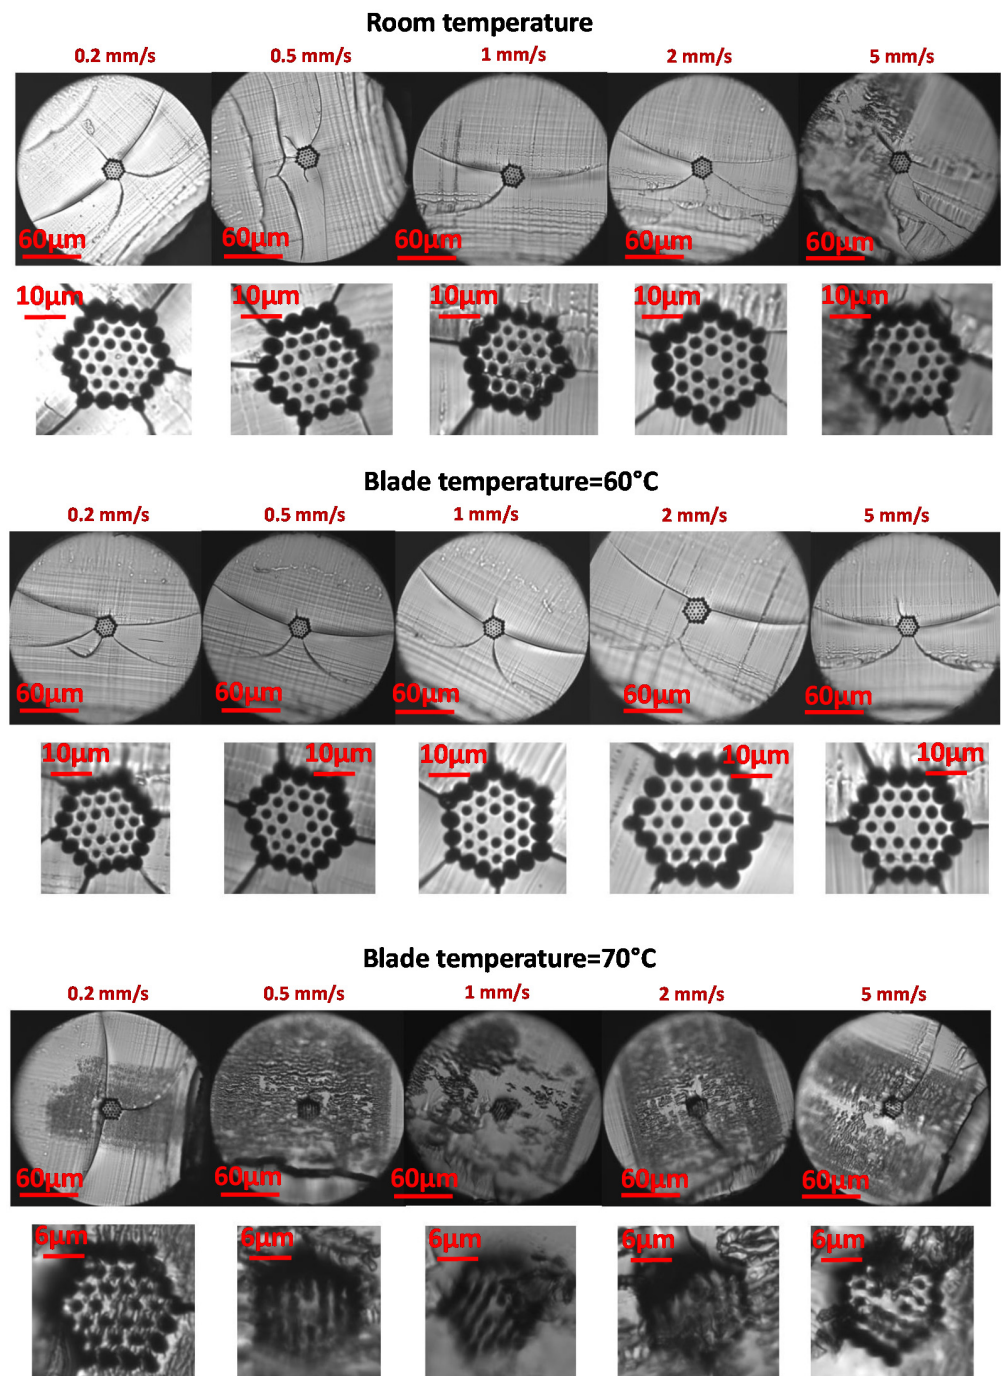 Room temperature
0.2 mm/s 0.5 mm/s 1 mm/s 2 mm/s 5 mm/s
60μm 60μm 60μm 60μm 60μm
10μm 10μm 10μm 10μm 10μm
Blade temperature=60°C
0.2 mm/s 0.5 mm/s 1 mm/s 2 mm/s 5 mm/s
60μm 60μm 60μm 60μm 60μm
10μm 10μm 10μm 10μm 10μm
Blade temperature=70°C
0.2 mm/s 0.5 mm/s 1 mm/s 2 mm/s 5 mm/s
60μm 60μm 60μm 60μm 60μm
6μm 6μm 6μm 6μm 6μm